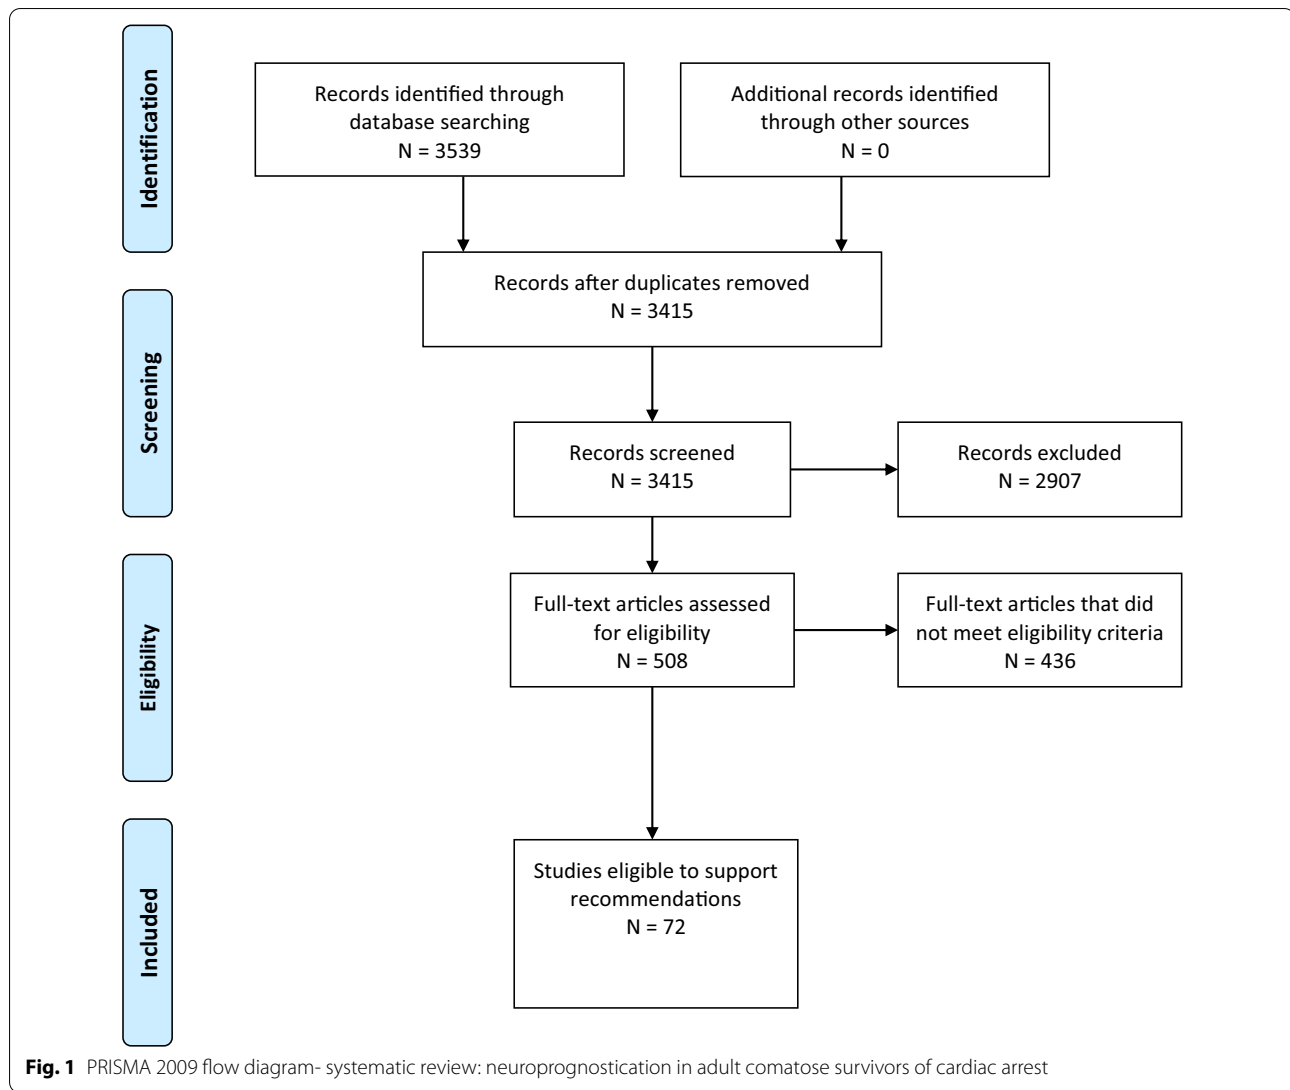 Identification
Records identified through
database searching
N = 3539
Additional records identified
through other sources
N = 0
Records after duplicates removed
N = 3415
Screening
Records screened
N = 3415
Records excluded
N = 2907
Eligibility
Full-text articles assessed
for eligibility
N = 508
Full-text articles that did
not meet eligibility criteria
N = 436
Included
Studies eligible to support
recommendations
N = 72
Fig. 1 PRISMA 2009 flow diagram- systematic review: neuroprognostication in adult comatose survivors of cardiac arrest